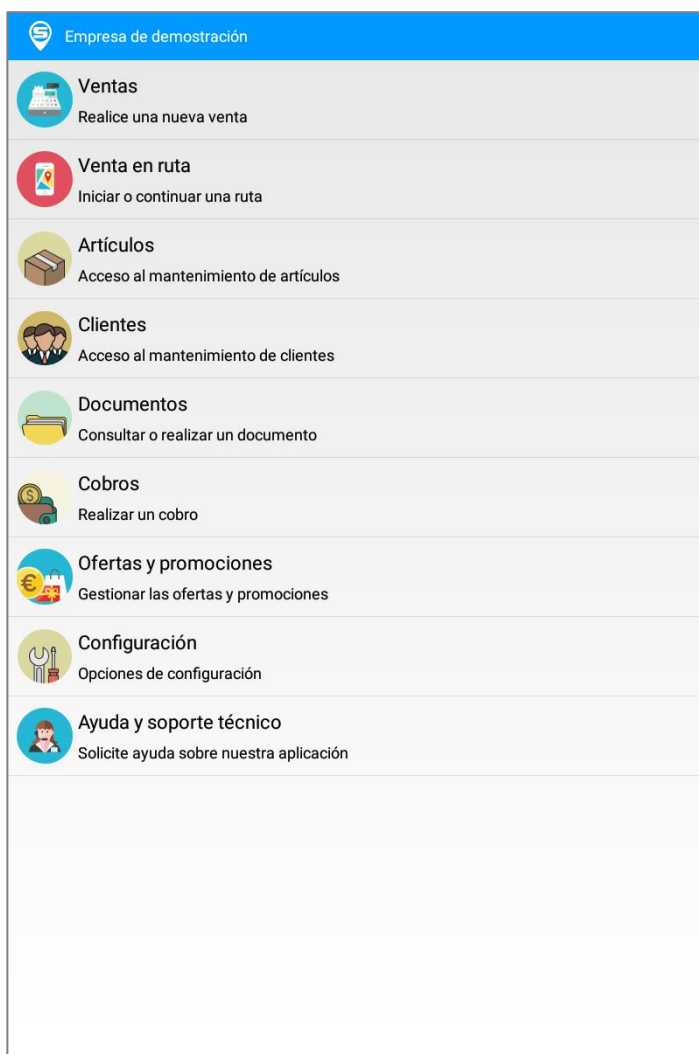 Empresa de demostración
Ventas
Realice una nueva venta
Venta en ruta
Iniciar o continuar una ruta
Artículos
Acceso al mantenimiento de artículos
Clientes
Acceso al mantenimiento de clientes
Documentos
Consultar o realizar un documento
Cobros
Realizar un cobro
Ofertas y promociones
Gestionar las ofertas y promociones
Configuración
Opciones de configuración
Ayuda y soporte técnico
Solicite ayuda sobre nuestra aplicación